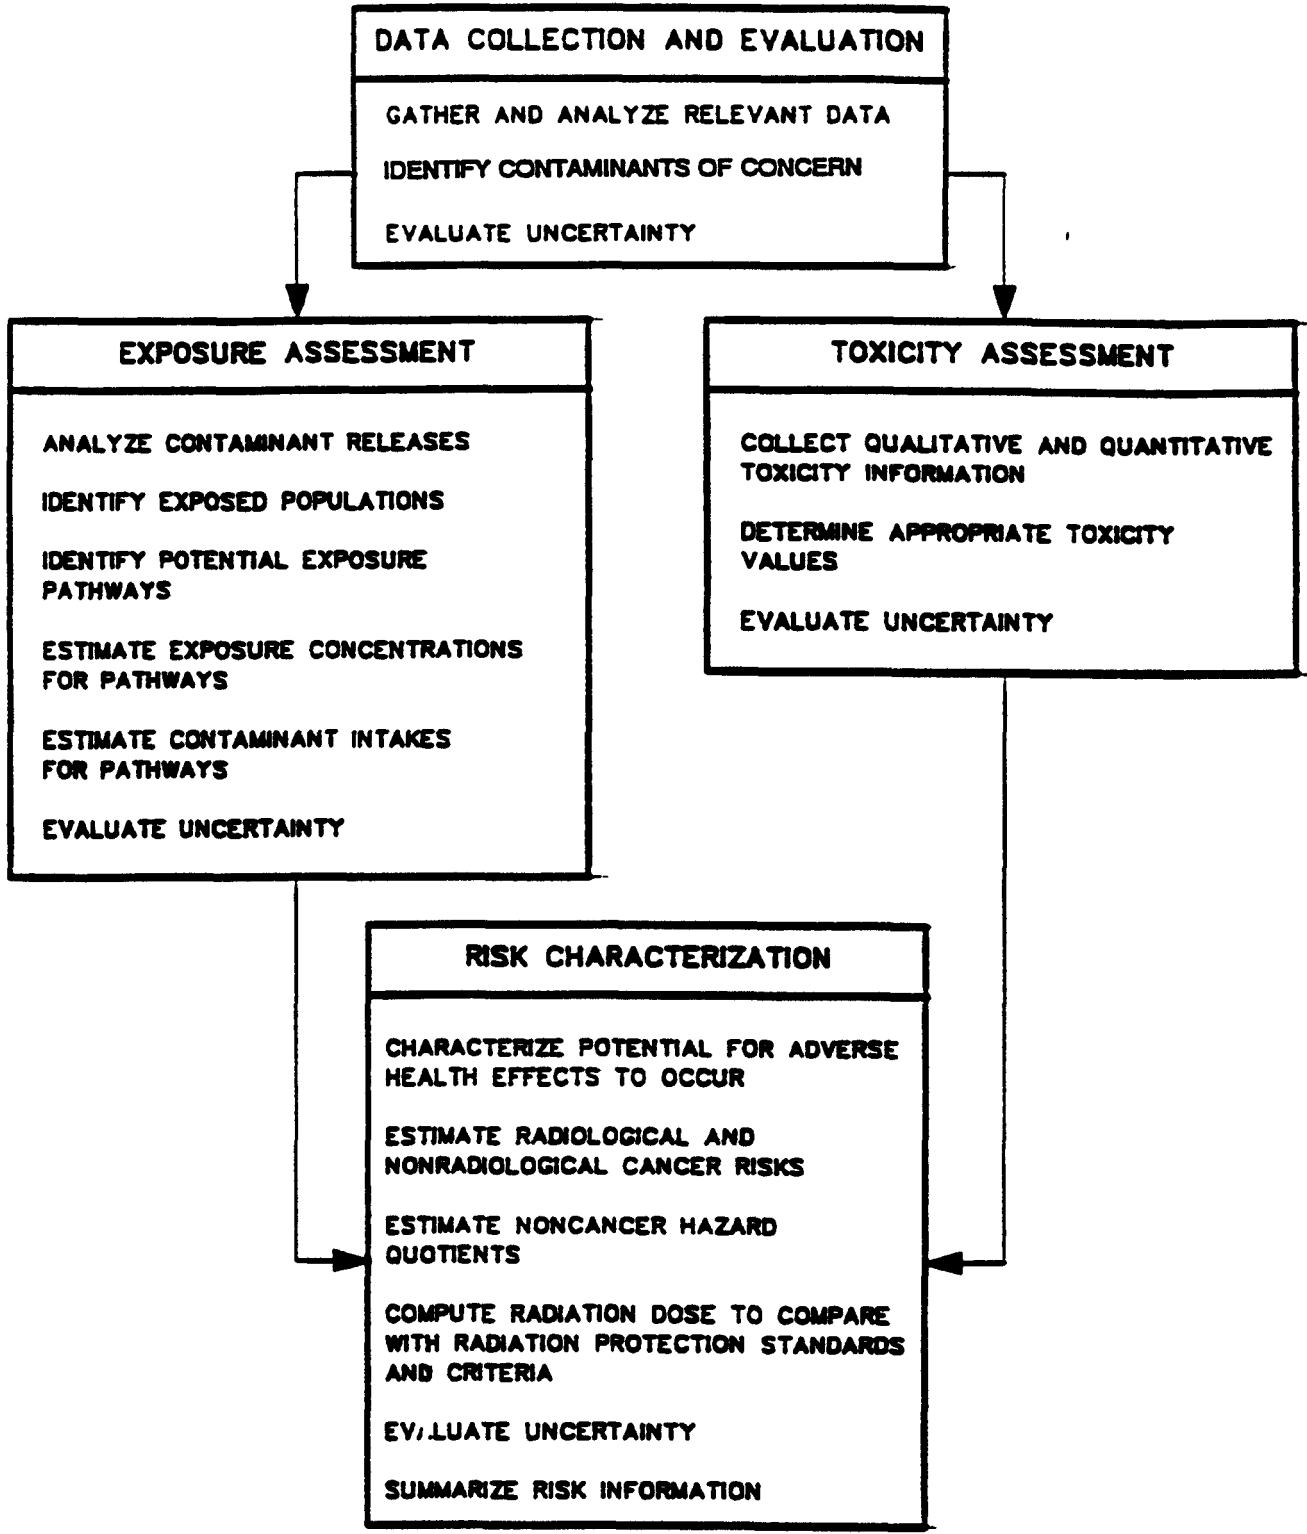 DATA COLLECTION AND EVALUATION
GATHER AND ANALYZE RELEVANT DATA
IDENTIFY CONTAMINANTS OF CONCERN
EVALUATE UNCERTAINTY
EXPOSURE ASSESSMENT
ANALYZE CONTAMINANT RELEASES
IDENTIFY EXPOSED POPULATIONS
IDENTIFY POTENTIAL EXPOSURE
PATHWAYS
ESTIMATE EXPOSURE CONCENTRATIONS
FOR PATHWAYS
ESTIMATE CONTAMINANT INTAKES
FOR PATHWAYS
EVALUATE UNCERTAINTY
TOXICITY ASSESSMENT
COLLECT QUALITATIVE AND QUANTITATIVE
TOXICITY INFORMATION
DETERMINE APPROPRIATE TOXICITY
VALUES
EVALUATE UNCERTAINTY
RISK CHARACTERIZATION
CHARACTERIZE POTENTIAL FOR ADVERSE
HEALTH EFFECTS TO OCCUR
ESTIMATE RADIOLOGICAL AND
NONRADIOLOGICAL CANCER RISKS
ESTIMATE NONCANCER HAZARD
QUOTIENTS
COMPUTE RADIATION DOSE TO COMPARE
WITH RADIATION PROTECTION STANDARDS
AND CRITERIA
EVALUATE UNCERTAINTY
SUMMARIZE RISK INFORMATION